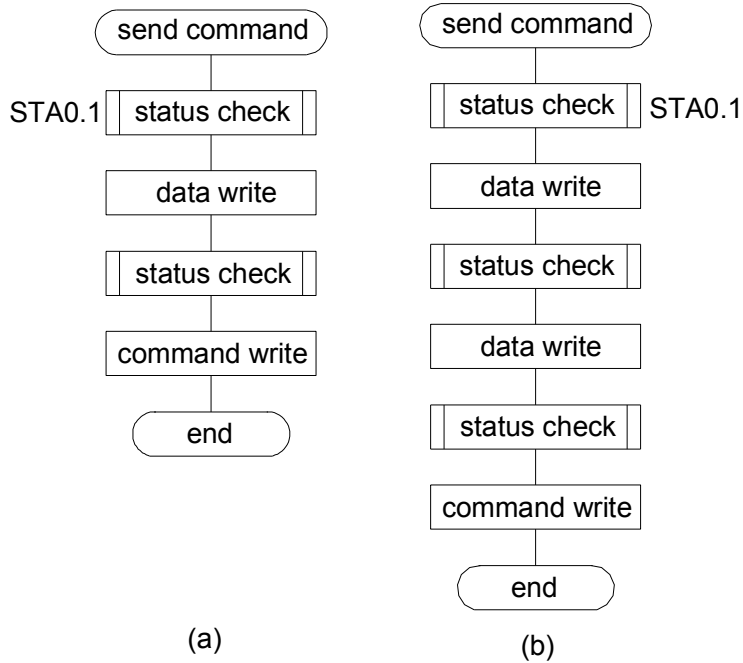 send command
STA0.1
status check
data write
status check
command write
end
(a)
send command
status check
STA0.1
data write
status check
data write
status check
command write
end
(b)